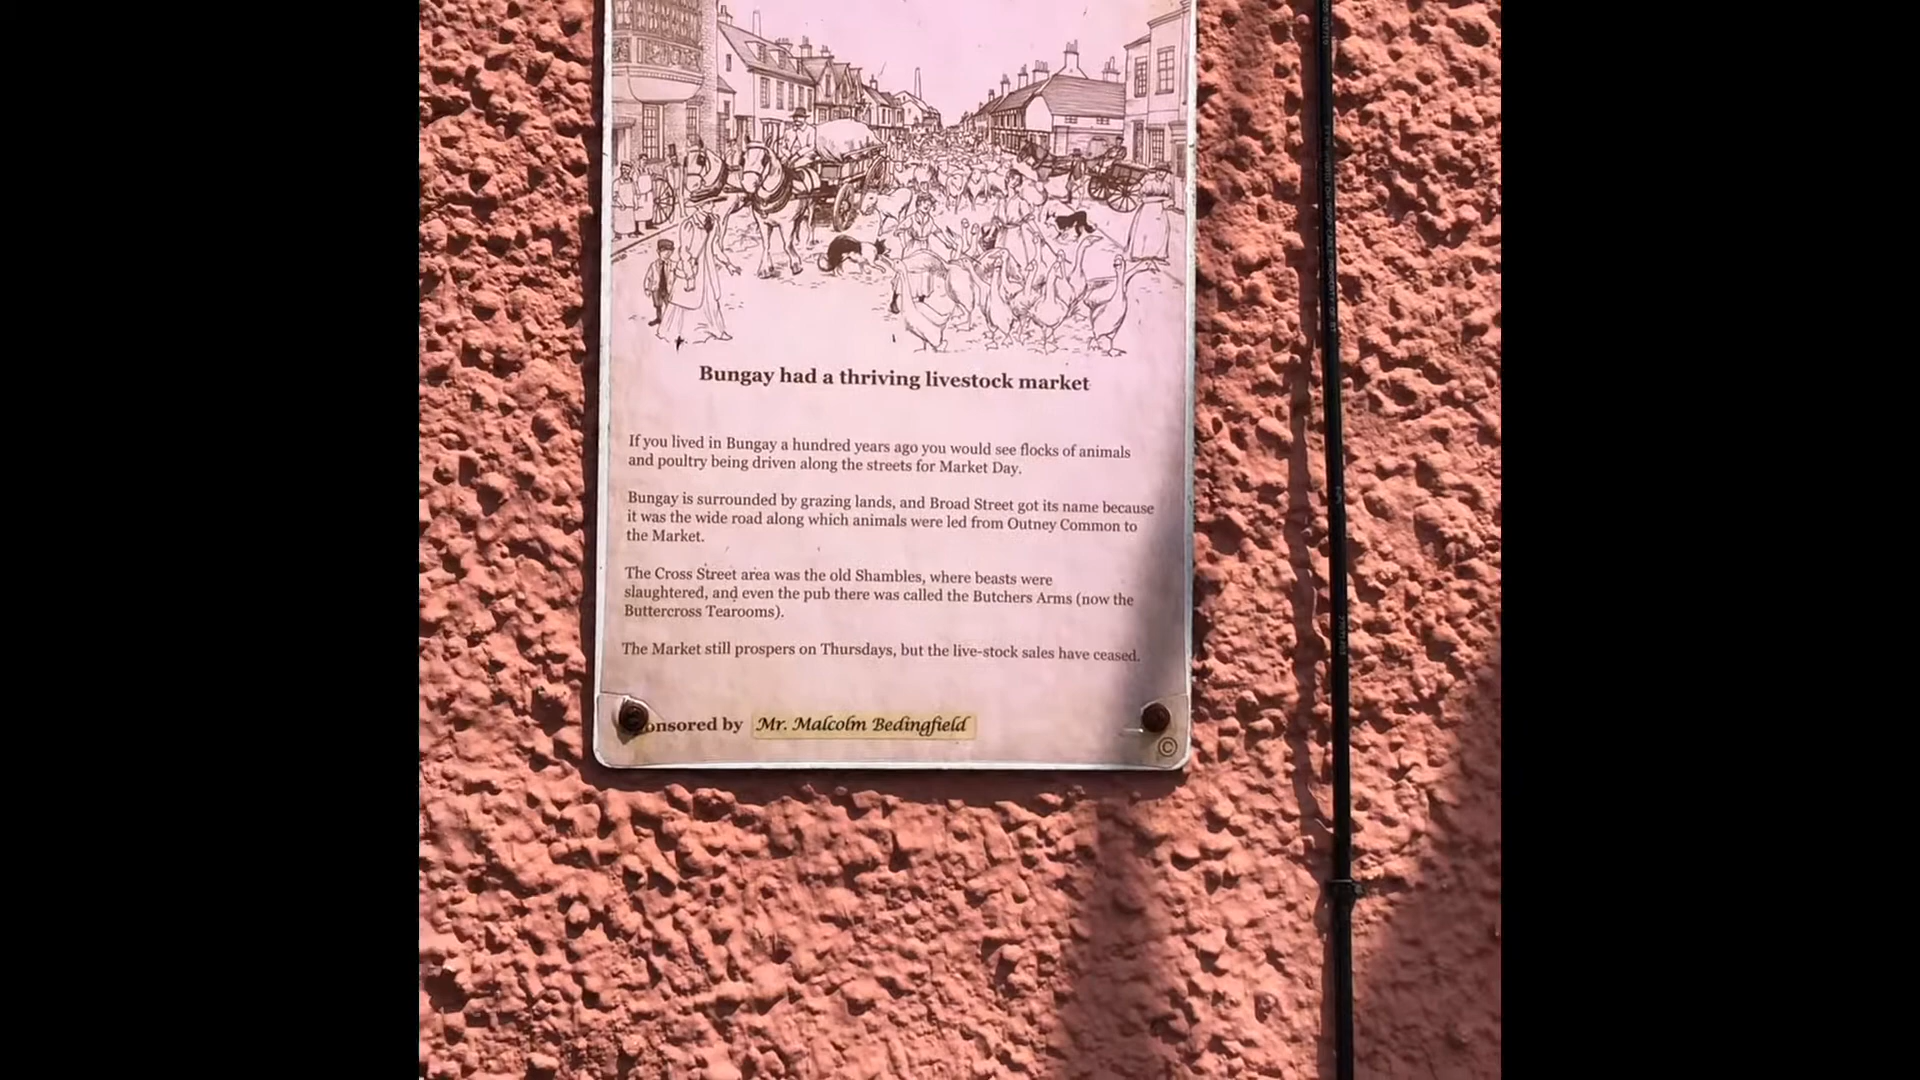 Bungay had a thriving livestock market
If you lived in Bungay a hundred years ago you would see flocks of animals
and poultry being driven along the streets for Market Day.
Bungay is surrounded by grazing lands, and Broad Street got its name because
it was the wide road along which animals were led from Outney Common to
the Market.
The Cross Street area was the old Shambles, where beasts were
slaughtered, and even the pub there was called the Butchers Arms (now the
Buttercross Tearooms).
The Market still prospers on Thursdays, but the live-stock sales have ceased.
onsored by Mr. Malcolm Bedingfield
©